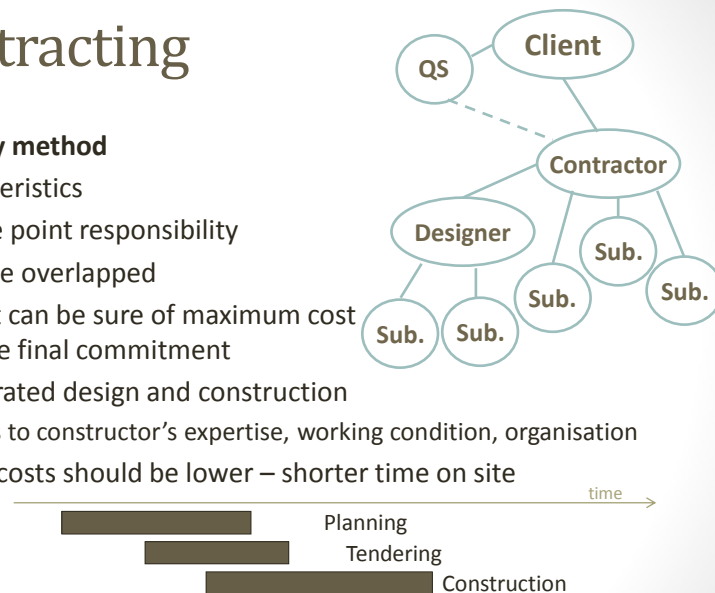 tracting
y method
eristics
e point responsibility
e overlapped
t can be sure of maximum cost
e final commitment
rated design and construction
s to constructor's expertise, working condition, organisation
costs should be lower – shorter time on site
Client
QS
Contractor
Designer
Sub.
Sub.
Sub.
Sub.
Sub.
time
Planning
Tendering
Construction